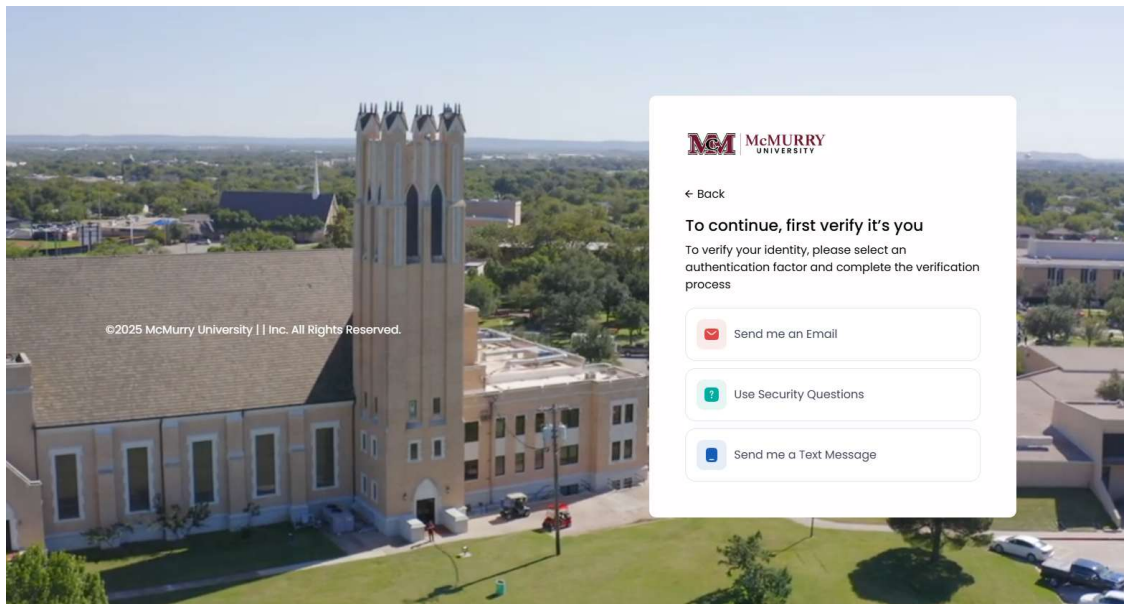 McMURRY
UNIVERSITY
← Back
To continue, first verify it's you
To verify your identity, please select an
authentication factor and complete the verification
process
Send me an Email
Use Security Questions
Send me a Text Message
©2025 McMurry University | | Inc. All Rights Reserved.